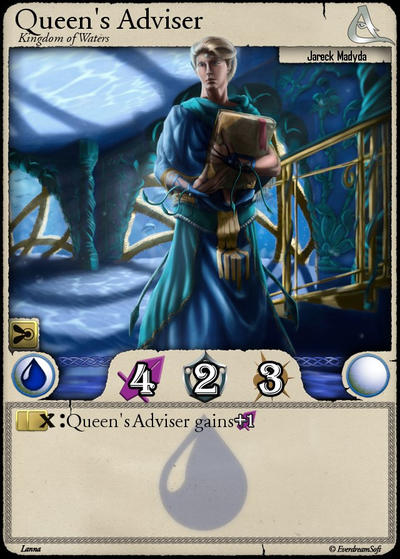 Queen's Adviser
Kingdom of Waters
Jareck Madyda
4 2 3
X :Queen's Adviser gains +1
Lanna
© EverdreamSoft